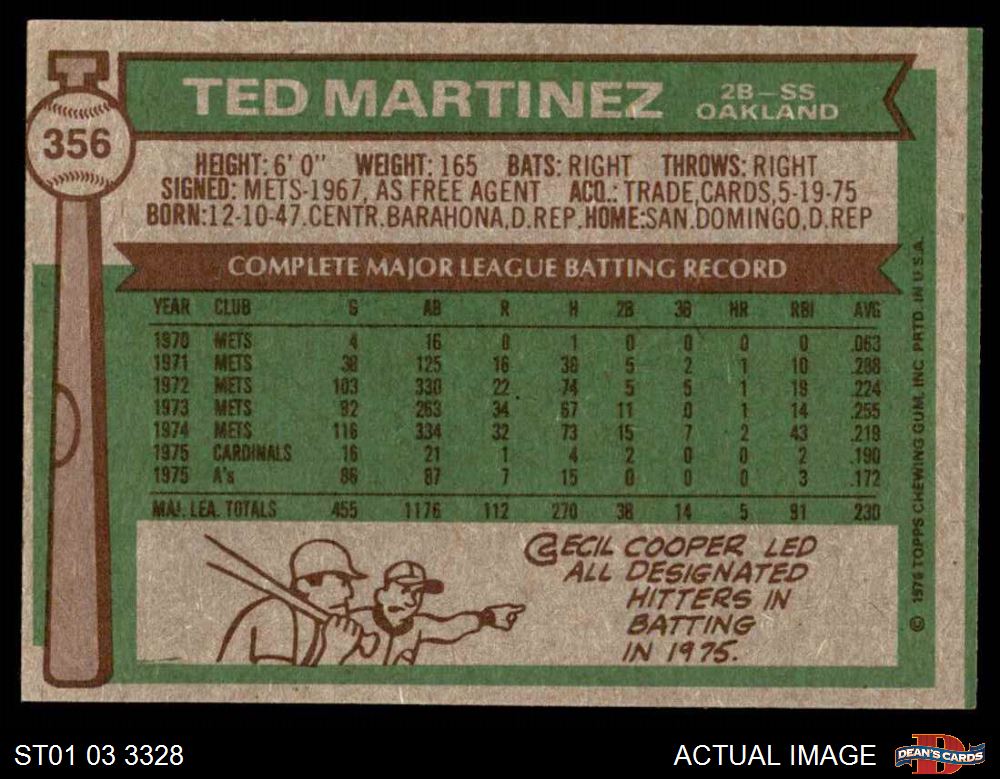 356
TED MARTINEZ
2B-SS
OAKLAND
HEIGHT: 6' 0" WEIGHT: 165 BATS: RIGHT THROWS: RIGHT
SIGNED: METS-1967, AS FREE AGENT ACQ.: TRADE, CARDS, 5-19-75
BORN: 12-10-47. CENTR. BARAHONA, D. REP. HOME: SAN. DOMINGO, D. REP
COMPLETE MAJOR LEAGUE BATTING RECORD
YEAR CLUB G AB R H 2B 3B HR RBI AVG
1970 METS 4 16 0 1 0 0 0 0 .063
1971 METS 38 125 16 36 5 2 1 10 .288
1972 METS 103 330 22 74 5 5 1 19 .224
1973 METS 92 263 34 67 11 0 1 14 .255
1974 METS 116 334 32 73 15 7 2 43 .219
1975 CARDINALS 16 21 1 4 2 0 0 2 .190
1975 A's 86 87 7 15 0 0 0 3 .172
MAJ. LEA. TOTALS 455 1176 112 270 38 14 5 91 .230
CECIL COOPER LED
ALL DESIGNATED
HITTERS IN
BATTING
IN 1975.
© 1976 TOPPS CHEWING GUM, INC PRTD. IN U.S.A.
ST01 03 3328
ACTUAL IMAGE
D
DEAN'S CARDS